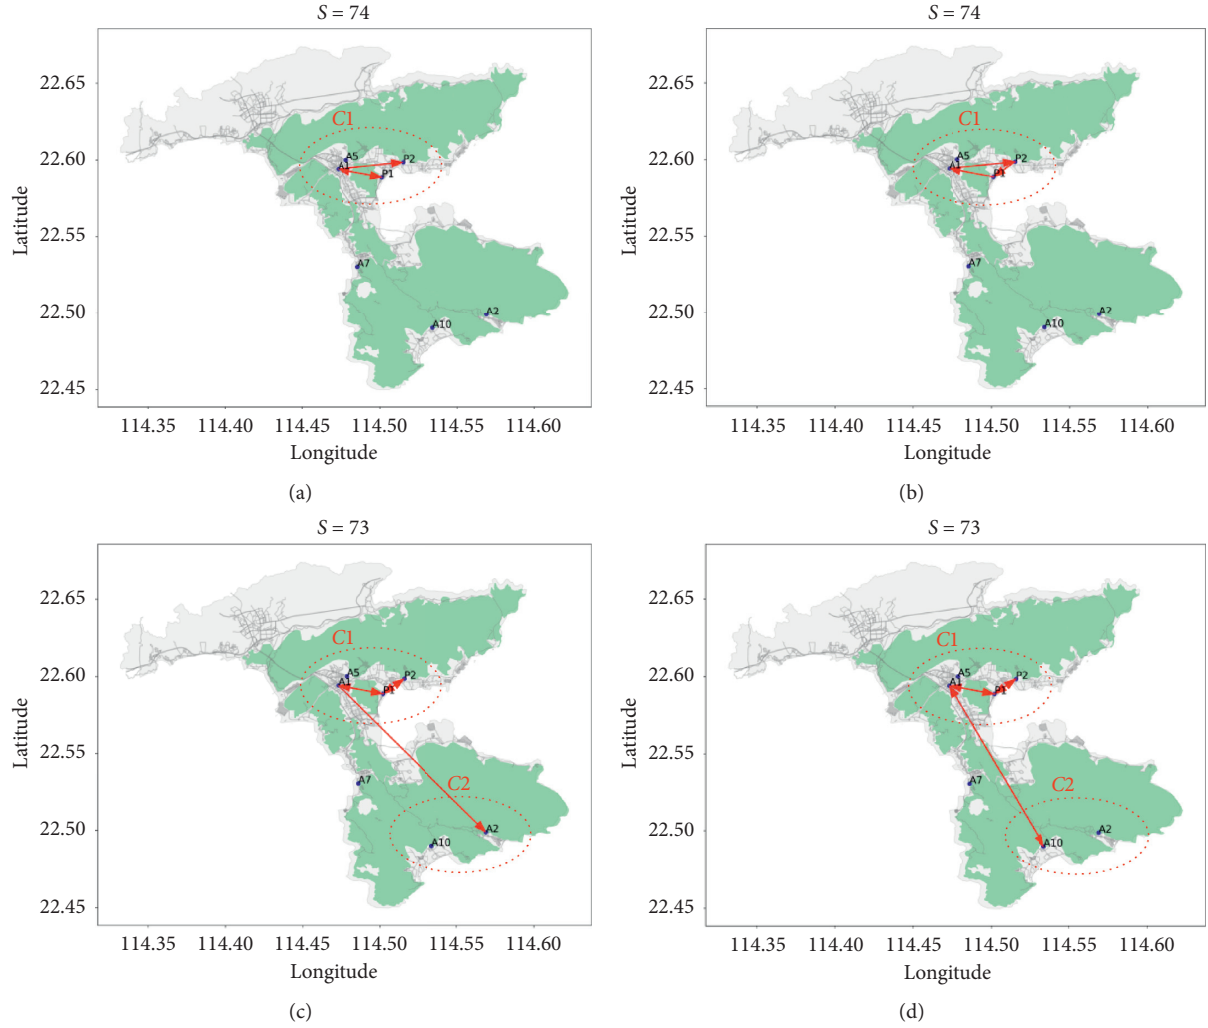 S = 74
Latitude
22.65
22.60
22.55
22.50
22.45
C1
A5
A1
P2
P1
A7
A10
A2
114.35 114.40 114.45 114.50 114.55 114.60
Longitude
(a)
S = 74
Latitude
22.65
22.60
22.55
22.50
22.45
C1
A5
A1
P2
P1
A7
A10
A2
114.35 114.40 114.45 114.50 114.55 114.60
Longitude
(b)
S = 73
Latitude
22.65
22.60
22.55
22.50
22.45
C1
A5
A1
P2
P1
A7
C2
A2
A10
114.35 114.40 114.45 114.50 114.55 114.60
Longitude
(c)
S = 73
Latitude
22.65
22.60
22.55
22.50
22.45
C1
A5
A1
P2
P1
A7
C2
A2
A10
114.35 114.40 114.45 114.50 114.55 114.60
Longitude
(d)